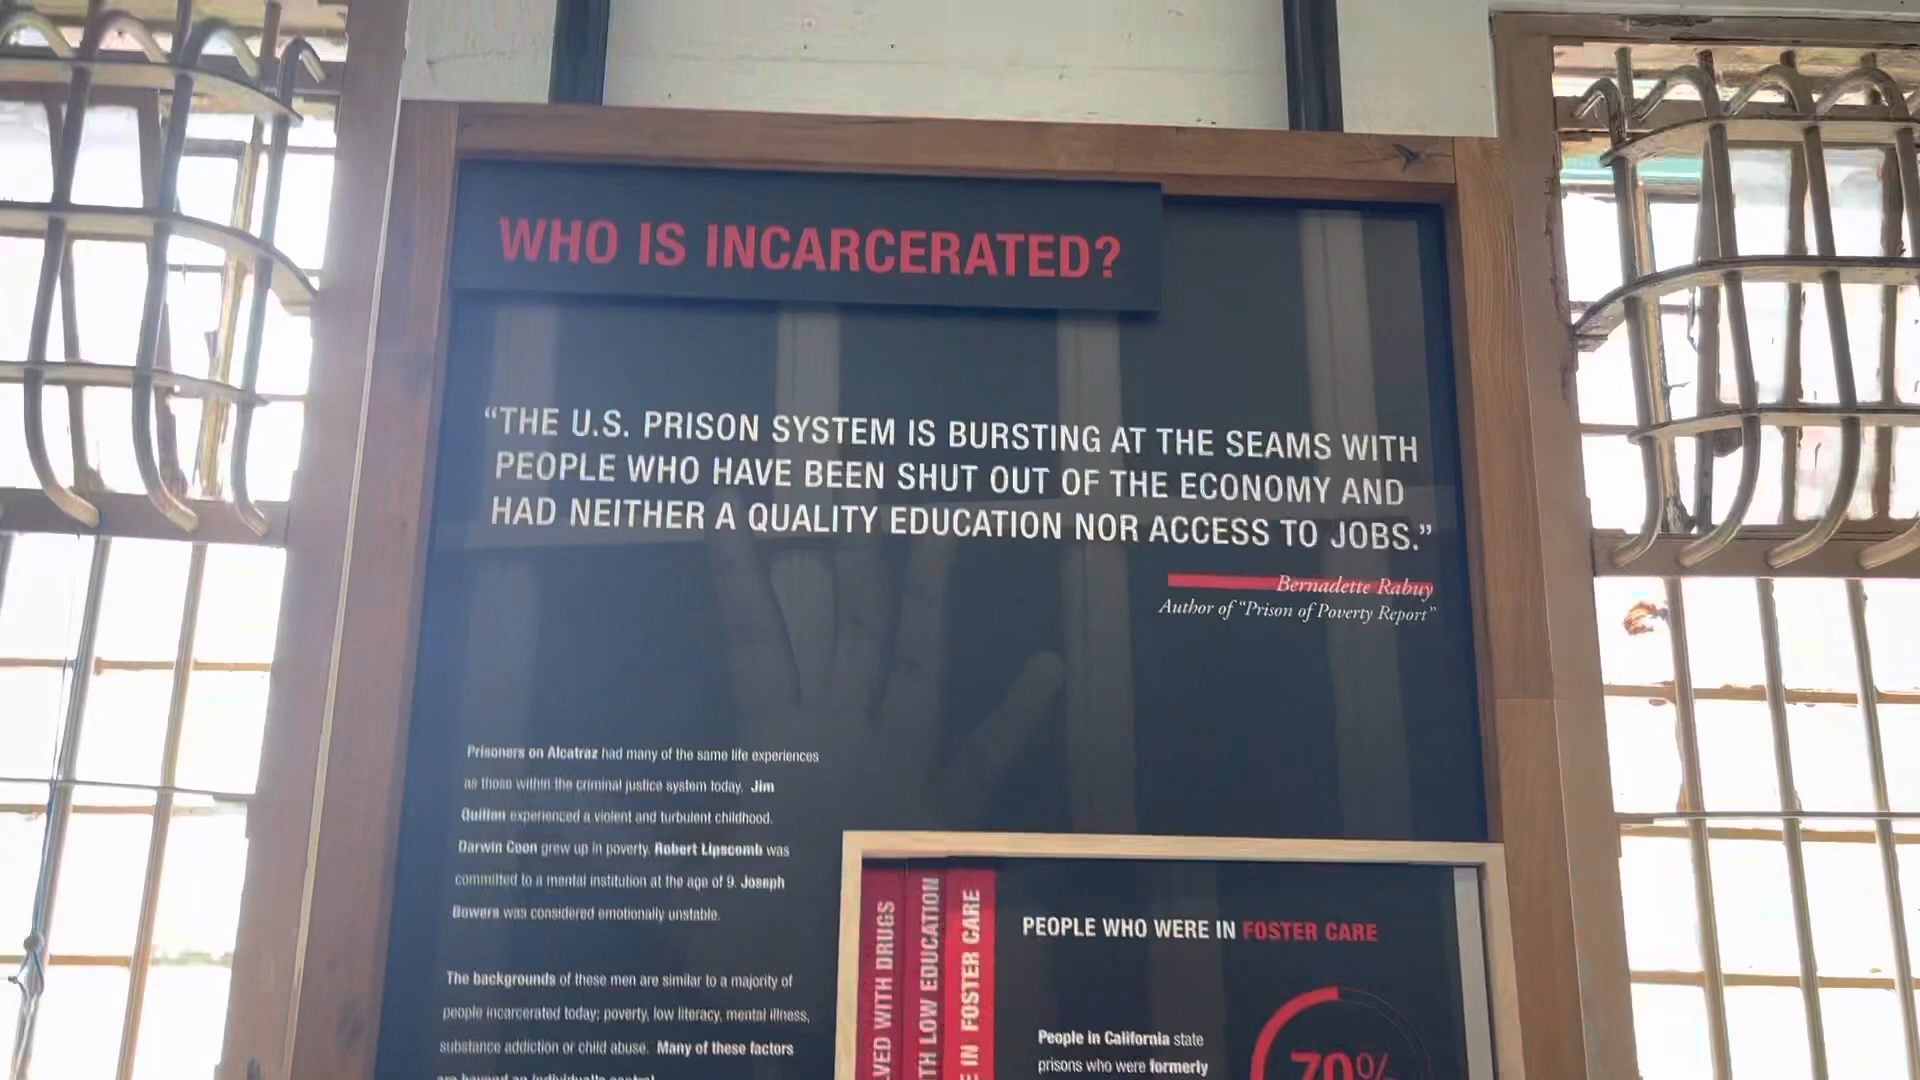 WHO IS INCARCERATED?
“THE U.S. PRISON SYSTEM IS BURSTING AT THE SEAMS WITH
PEOPLE WHO HAVE BEEN SHUT OUT OF THE ECONOMY AND
HAD NEITHER A QUALITY EDUCATION NOR ACCESS TO JOBS.”
Bernadette Rabuy
Author of “Prison of Poverty Report”
Prisoners on Alcatraz had many of the same life experiences
as those within the criminal justice system today. Jim
Quillen experienced a violent and turbulent childhood.
Darwin Coon grew up in poverty. Robert Lipscomb was
committed to a mental institution at the age of 9. Joseph
Bowers was considered emotionally unstable.
The backgrounds of these men are similar to a majority of
people incarcerated today; poverty, low literacy, mental illness,
substance addiction or child abuse. Many of these factors
are beyond an individual's control.
LVED WITH DRUGS
TH LOW EDUCATION
E IN FOSTER CARE
PEOPLE WHO WERE IN FOSTER CARE
People in California state
prisons who were formerly
70%